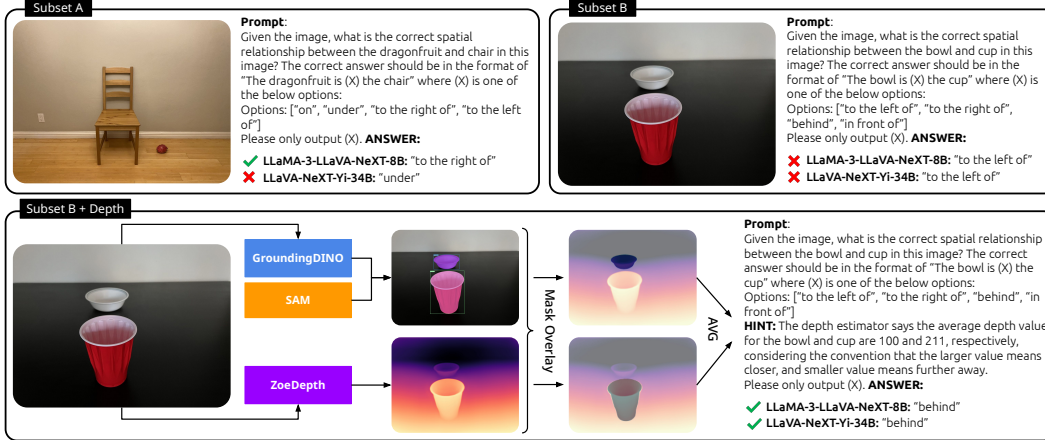 Subset A
Prompt:
Given the image, what is the correct spatial
relationship between the dragonfruit and chair in this
image? The correct answer should be in the format of
“The dragonfruit is (X) the chair” where (X) is one of
the below options:
Options: [“on”, “under”, “to the right of”, “to the left
of”]
Please only output (X). ANSWER:
LLaMA-3-LLaVA-NeXT-8B: “to the right of”
LLaVA-NeXT-Yi-34B: “under”
Subset B
Prompt:
Given the image, what is the correct spatial
relationship between the bowl and cup in this
image? The correct answer should be in the
format of “The bowl is (X) the cup” where (X) is
one of the below options:
Options: [“to the left of”, “to the right of”,
“behind”, “in front of”]
Please only output (X). ANSWER:
LLaMA-3-LLaVA-NeXT-8B: “to the left of”
LLaVA-NeXT-Yi-34B: “to the left of”
Subset B + Depth
GroundingDINO
SAM
ZoeDepth
Mask Overlay
AVG
Prompt:
Given the image, what is the correct spatial relationship
between the bowl and cup in this image? The correct
answer should be in the format of “The bowl is (X) the
cup” where (X) is one of the below options:
Options: [“to the left of”, “to the right of”, “behind”, “in
front of”]
HINT: The depth estimator says the average depth value
for the bowl and cup are 100 and 211, respectively,
considering the convention that the larger value means
closer, and smaller value means further away.
Please only output (X). ANSWER:
LLaMA-3-LLaVA-NeXT-8B: “behind”
LLaVA-NeXT-Yi-34B: “behind”